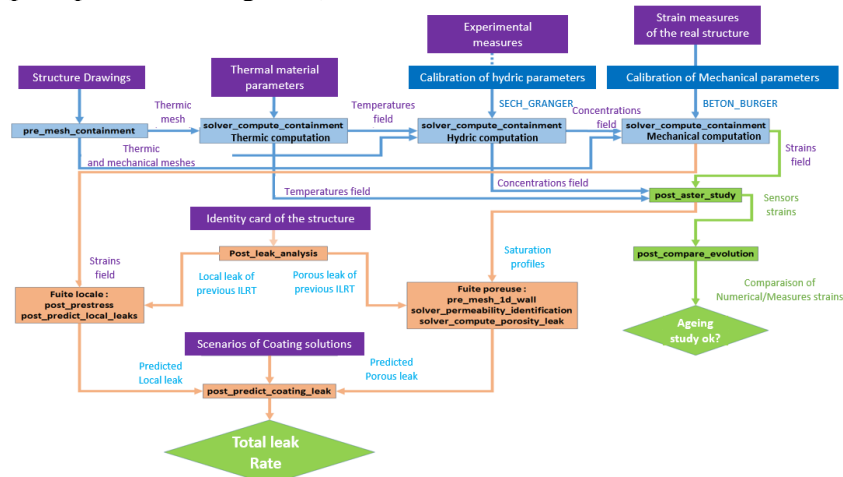 Experimental
measures
Strain measures
of the real structure
Structure Drawings
Thermal material
parameters
Calibration of hydric parameters
Calibration of Mechanical parameters
Thermic
mesh
Temperatures
field
SECH_GRANGER
Concentrations
field
BETON_BURGER
pre_mesh_containment
solver_compute_containment
Thermic computation
solver_compute_containment
Hydric computation
solver_compute_containment
Mechanical computation
Thermic
and mechanical meshes
Strains
field
Temperatures field
Concentrations field
post_aster_study
Sensors
strains
Identity card of the structure
Post_leak_analysis
post_compare_evolution
Strains
field
Local leak of
previous ILRT
Porous leak of
previous ILRT
Saturation
profiles
Fuite locale :
post_prestress
post_predict_local_leaks
Fuite poreuse :
pre_mesh_1d_wall
solver_permeability_identification
solver_compute_porosity_leak
Comparaison of
Numerical/Measures strains
Ageing
study ok?
Scenarios of Coating solutions
Predicted
Local leak
Predicted
Porous leak
post_predict_coating_leak
Total leak
Rate